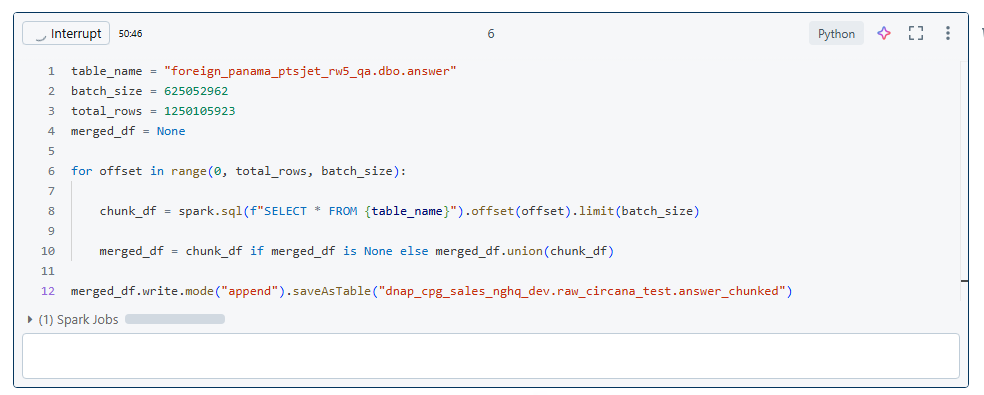 Interrupt 50:46 6 Python
1 table_name = "foreign_panama_ptsjet_rw5_qa.dbo.answer"
2 batch_size = 625052962
3 total_rows = 1250105923
4 merged_df = None
5
6 for offset in range(0, total_rows, batch_size):
7
8     chunk_df = spark.sql(f"SELECT * FROM {table_name}").offset(offset).limit(batch_size)
9
10     merged_df = chunk_df if merged_df is None else merged_df.union(chunk_df)
11
12 merged_df.write.mode("append").saveAsTable("dnap_cpg_sales_nghq_dev.raw_circana_test.answer_chunked")
(1) Spark Jobs